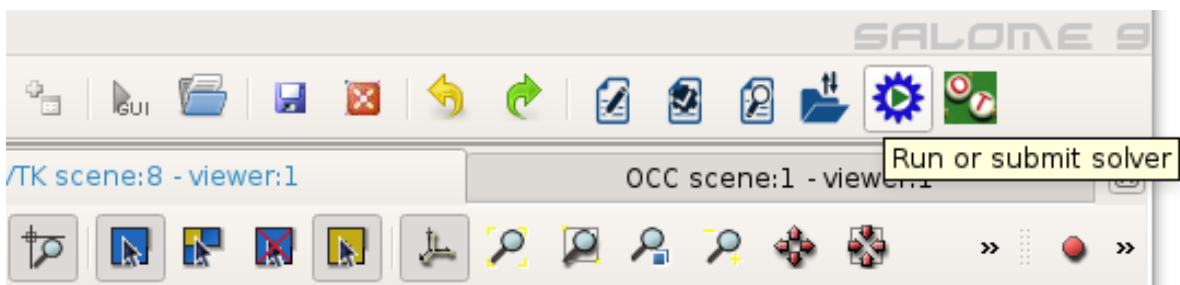 SALOME 9
GUI
VTK scene:8 - viewer:1
OCC scene:1 - viewer:1
Run or submit solver
»
»